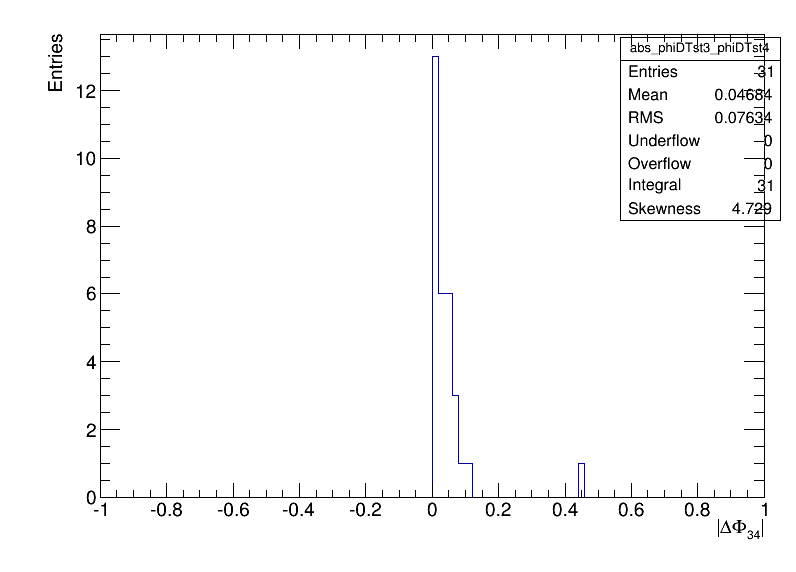 Entries
abs_phiDTst3_phiDTst4
Entries 31
Mean 0.04684
RMS 0.07634
Underflow 0
Overflow 0
Integral 31
Skewness 4.729
12
10
8
6
4
2
0
-1 -0.8 -0.6 -0.4 -0.2 0 0.2 0.4 0.6 0.8 1
|ΔΦ34|